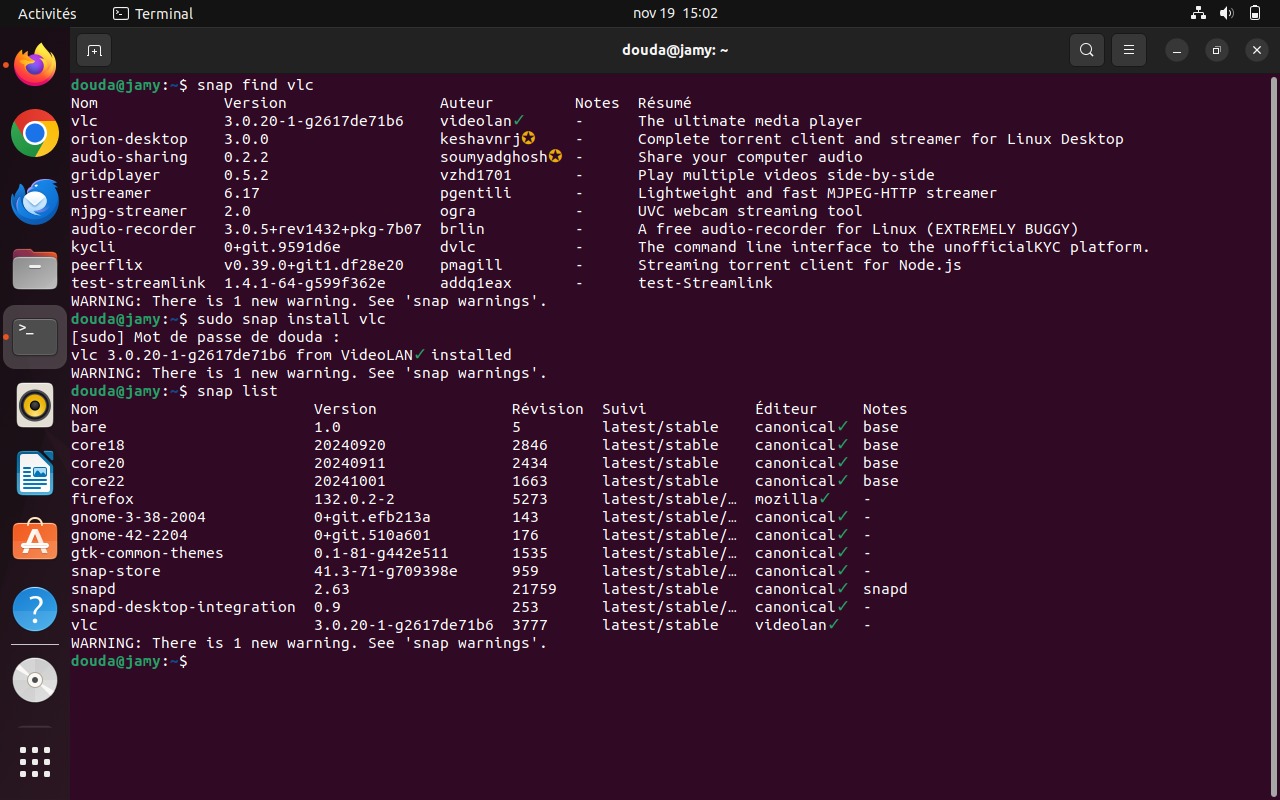 Activités
Terminal
nov 19 15:02
douda@jamy: ~
douda@jamy:~$ snap find vlc
Nom Version Auteur Notes Résumé
vlc 3.0.20-1-g2617de71b6 videolan✓ - The ultimate media player
orion-desktop 3.0.0 keshavnrj✪ - Complete torrent client and streamer for Linux Desktop
audio-sharing 0.2.2 soumyadghosh✪ - Share your computer audio
gridplayer 0.5.2 vzhd1701 - Play multiple videos side-by-side
ustreamer 6.17 pgentili - Lightweight and fast MJPEG-HTTP streamer
mjpg-streamer 2.0 ogra - UVC webcam streaming tool
audio-recorder 3.0.5+rev1432+pkg-7b07 brlin - A free audio-recorder for Linux (EXTREMELY BUGGY)
kycli 0+git.9591d6e dvlc - The command line interface to the unofficialKYC platform.
peerflix v0.39.0+git1.df28e20 pmagill - Streaming torrent client for Node.js
test-streamlink 1.4.1-64-g599f362e addq1eax - test-Streamlink
WARNING: There is 1 new warning. See 'snap warnings'.
douda@jamy:~$ sudo snap install vlc
[sudo] Mot de passe de douda :
vlc 3.0.20-1-g2617de71b6 from VideoLAN✓ installed
WARNING: There is 1 new warning. See 'snap warnings'.
douda@jamy:~$ snap list
Nom Version Révision Suivi Éditeur Notes
bare 1.0 5 latest/stable canonical✓ base
core18 20240920 2846 latest/stable canonical✓ base
core20 20240911 2434 latest/stable canonical✓ base
core22 20241001 1663 latest/stable canonical✓ base
firefox 132.0.2-2 5273 latest/stable/… mozilla✓ -
gnome-3-38-2004 0+git.efb213a 143 latest/stable/… canonical✓ -
gnome-42-2204 0+git.510a601 176 latest/stable/… canonical✓ -
gtk-common-themes 0.1-81-g442e511 1535 latest/stable/… canonical✓ -
snap-store 41.3-71-g709398e 959 latest/stable/… canonical✓ -
snapd 2.63 21759 latest/stable canonical✓ snapd
snapd-desktop-integration 0.9 253 latest/stable/… canonical✓ -
vlc 3.0.20-1-g2617de71b6 3777 latest/stable videolan✓ -
WARNING: There is 1 new warning. See 'snap warnings'.
douda@jamy:~$